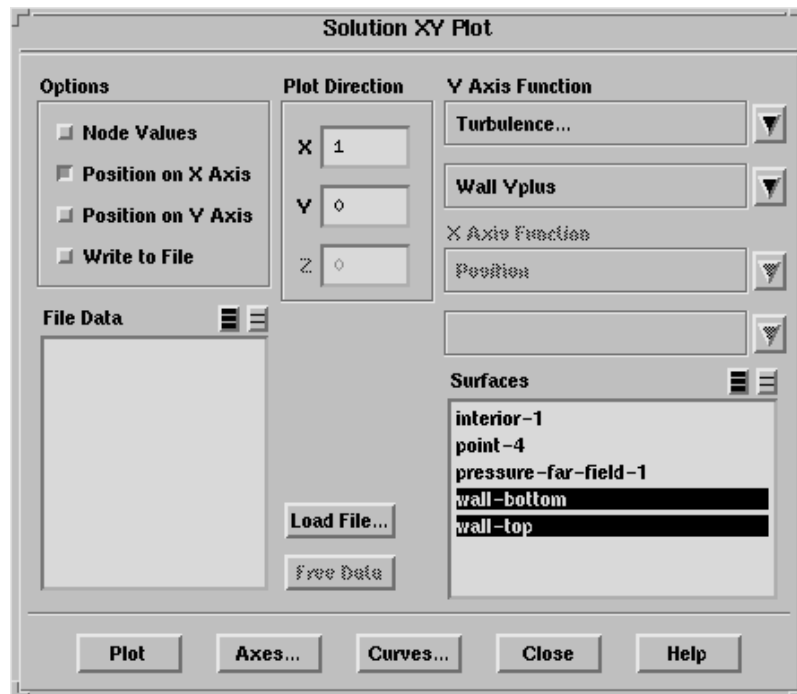 Solution XY Plot
Options
Node Values
Position on X Axis
Position on Y Axis
Write to File
Plot Direction
X 1
Y 0
Z 0
Y Axis Function
Turbulence...
Wall Yplus
X Axis Function
Position
File Data
Surfaces
interior-1
point-4
pressure-far-field-1
wall-bottom
wall-top
Load File...
Free Data
Plot Axes... Curves... Close Help